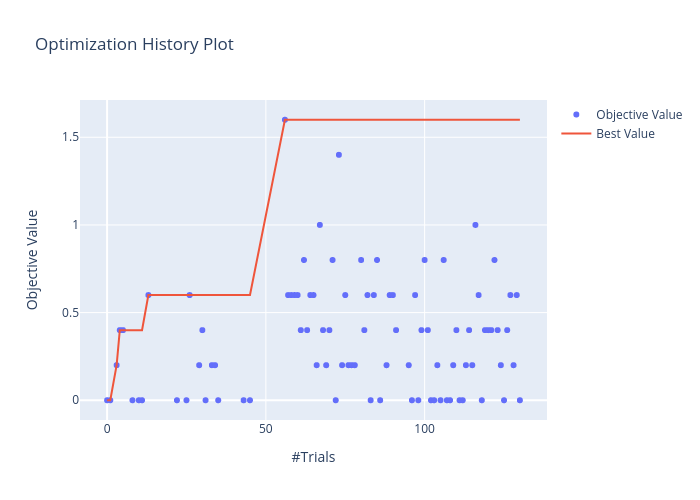 Optimization History Plot
Objective Value
Best Value
1.5
1
0.5
0
Objective Value
0
50
100
#Trials